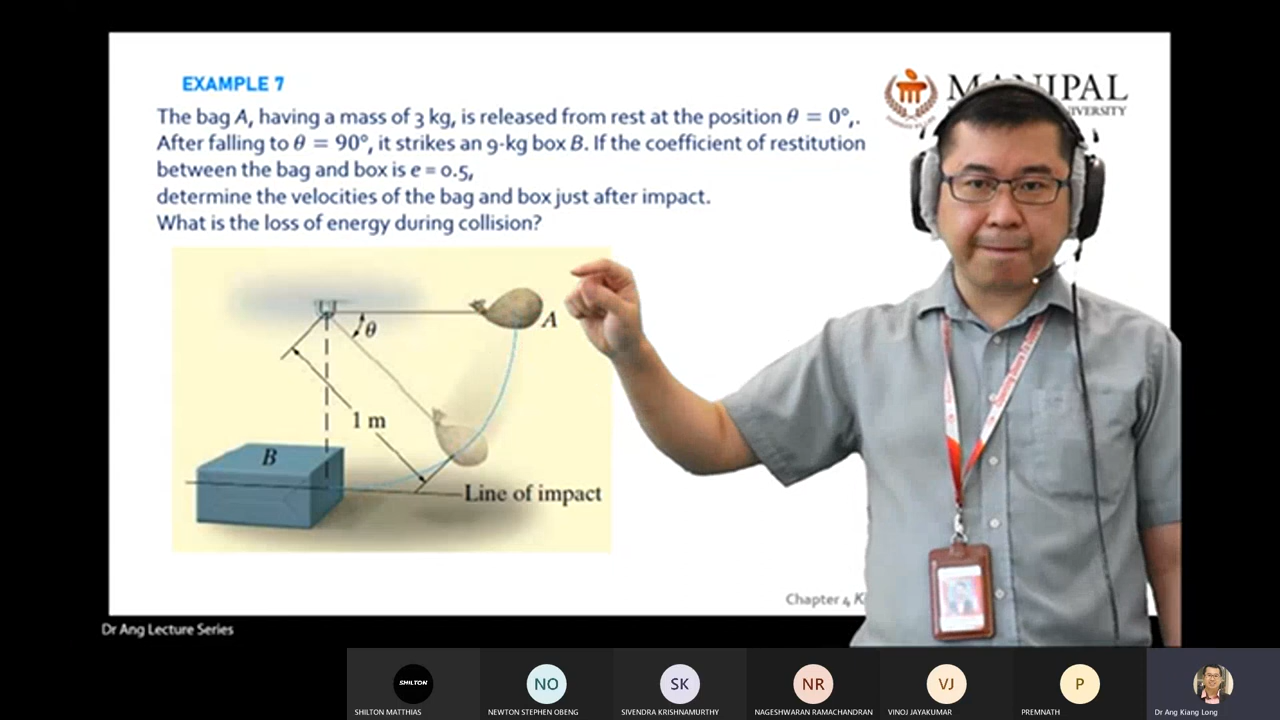 EXAMPLE 7
The bag A, having a mass of 3 kg, is released from rest at the position θ = 0°,.
After falling to θ = 90°, it strikes an 9-kg box B. If the coefficient of restitution
between the bag and box is e = 0.5,
determine the velocities of the bag and box just after impact.
What is the loss of energy during collision?
MANIPAL
θ
A
1 m
B
Line of impact
Chapter 4,
Dr Ang Lecture Series
SHILTON
SHILTON MATTHIAS
NO
NEWTON STEPHEN OBENG
SK
SIVENDRA KRISHNAMURTHY
NR
NAGESHWARAN RAMACHANDRAN
VJ
VINOJ JAYAKUMAR
P
PREMNATH
Dr Ang Kiang Long